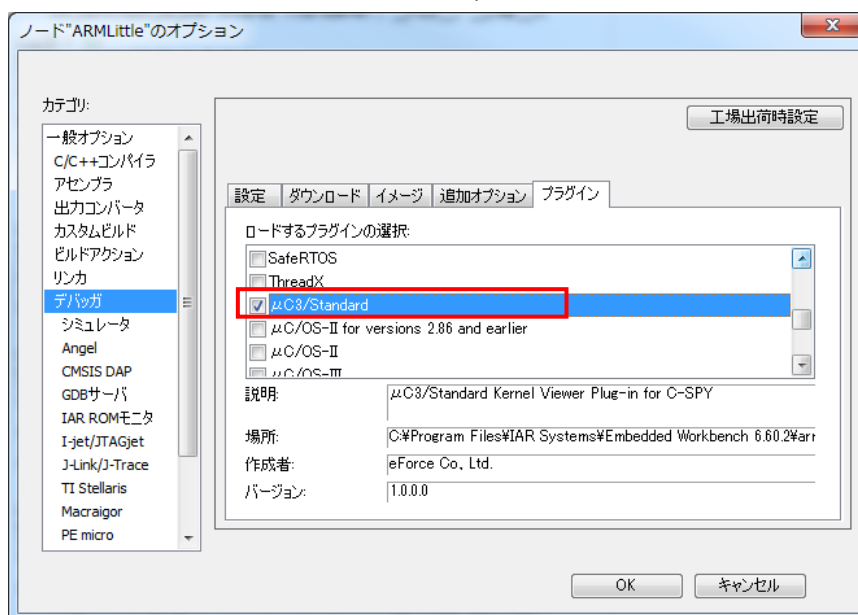 ノード"ARMLittle"のオプション
カテゴリ:
一般オプション
C/C++コンパイラ
アセンブラ
出力コンバータ
カスタムビルド
ビルドアクション
リンカ
デバッガ
シミュレータ
Angel
CMSIS DAP
GDBサーバ
IAR ROMモニタ
I-jet/JTAGjet
J-Link/J-Trace
TI Stellaris
Macraigor
PE micro
工場出荷時設定
設定 ダウンロード イメージ 追加オプション プラグイン
ロードするプラグインの選択:
SafeRTOS
ThreadX
μC3/Standard
μC/OS-II for versions 2.86 and earlier
μC/OS-II
μC/OS-III
説明: μC3/Standard Kernel Viewer Plug-in for C-SPY
場所: C:¥Program Files¥IAR Systems¥Embedded Workbench 6.60.2¥arr
作成者: eForce Co., Ltd.
バージョン: 1.0.0.0
OK キャンセル